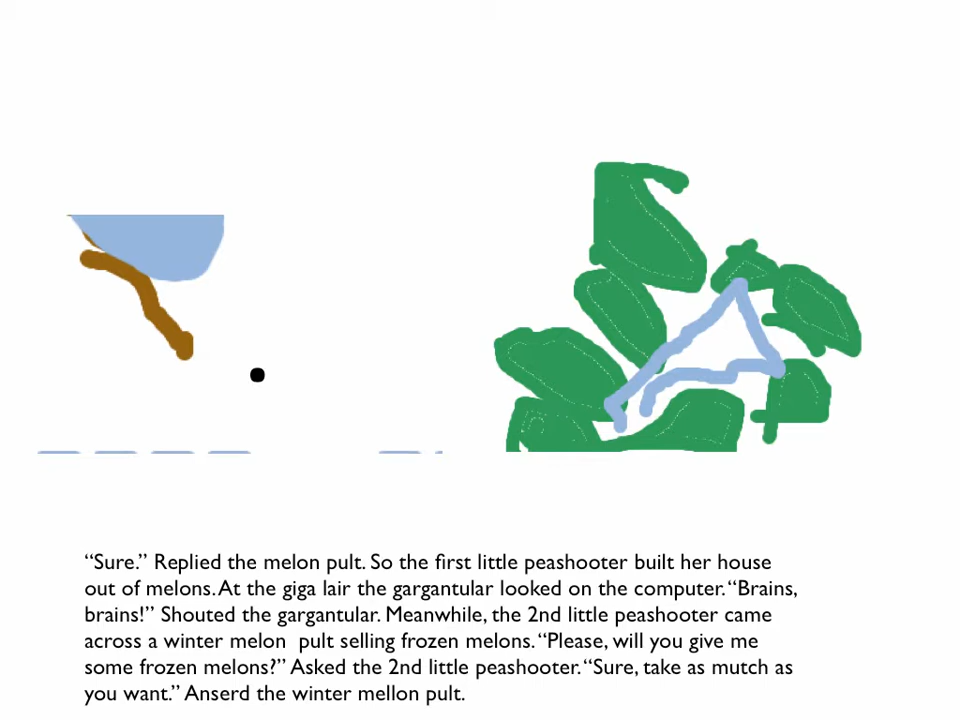 “Sure.” Replied the melon pult. So the first little peashooter built her house
out of melons. At the giga lair the gargantular looked on the computer. “Brains,
brains!” Shouted the gargantular. Meanwhile, the 2nd little peashooter came
across a winter melon  pult selling frozen melons. “Please, will you give me
some frozen melons?” Asked the 2nd little peashooter. “Sure, take as mutch as
you want.” Anserd the winter mellon pult.